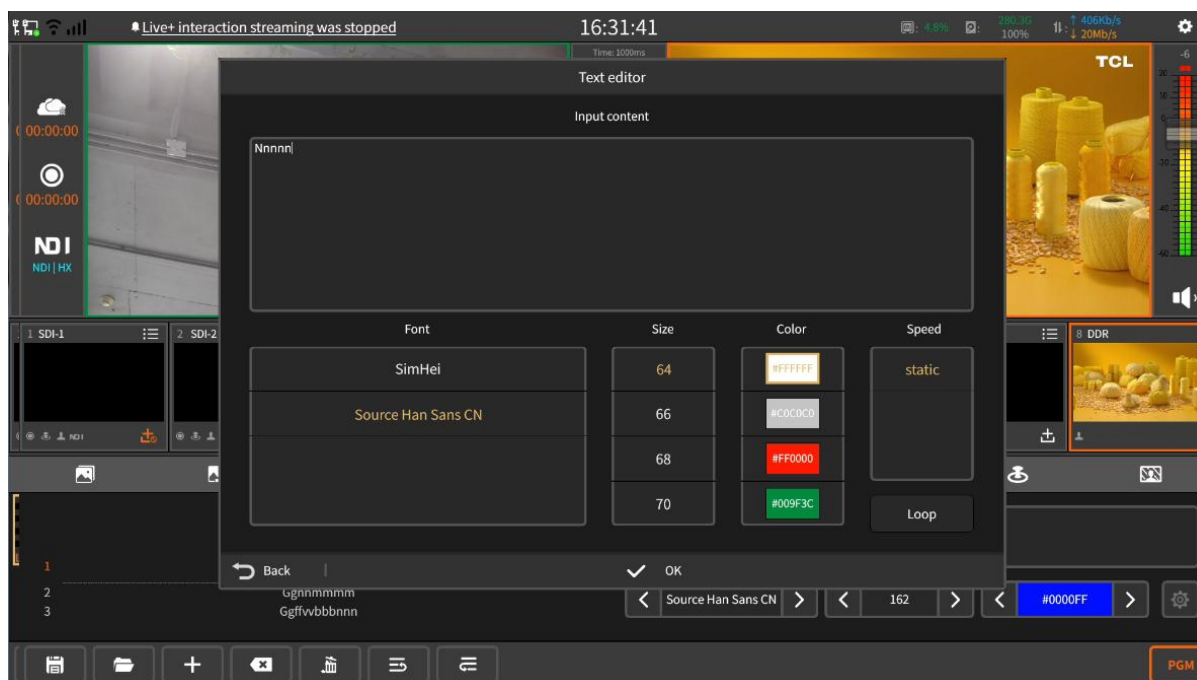 Live+ interaction streaming was stopped
16:31:41
: 4.8%
: 280.3G
100%
: ↑ 406Kb/s
↓ 20Mb/s
00:00:00
00:00:00
NDI
NDI | HX
Time: 1000ms
TCL
-6
Text editor
Input content
Nnnnn
Font
Size
Color
Speed
SimHei
64
#FFFFFF
static
Source Han Sans CN
66
#C0C0C0
68
#FF0000
70
#009F3C
Loop
Back
OK
1 SDI-1
2 SDI-2
8 DDR
NDI
1
2
Ggnnmmmm
3
Ggffvvbbbnnn
Source Han Sans CN
162
#0000FF
PGM